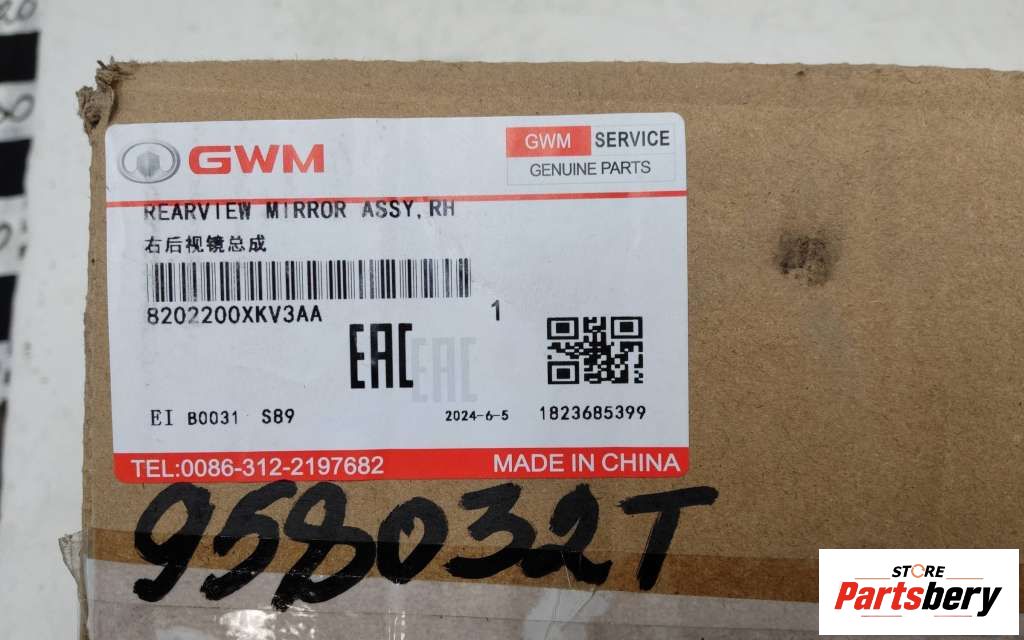 GWM
GWM SERVICE
GENUINE PARTS
REARVIEW MIRROR ASSY,RH
右后视镜总成
8202200XKV3AA
1
EAC
EI B0031 S89
2024-6-5 1823685399
TEL:0086-312-2197682 MADE IN CHINA
958032T
STORE
Partsbery